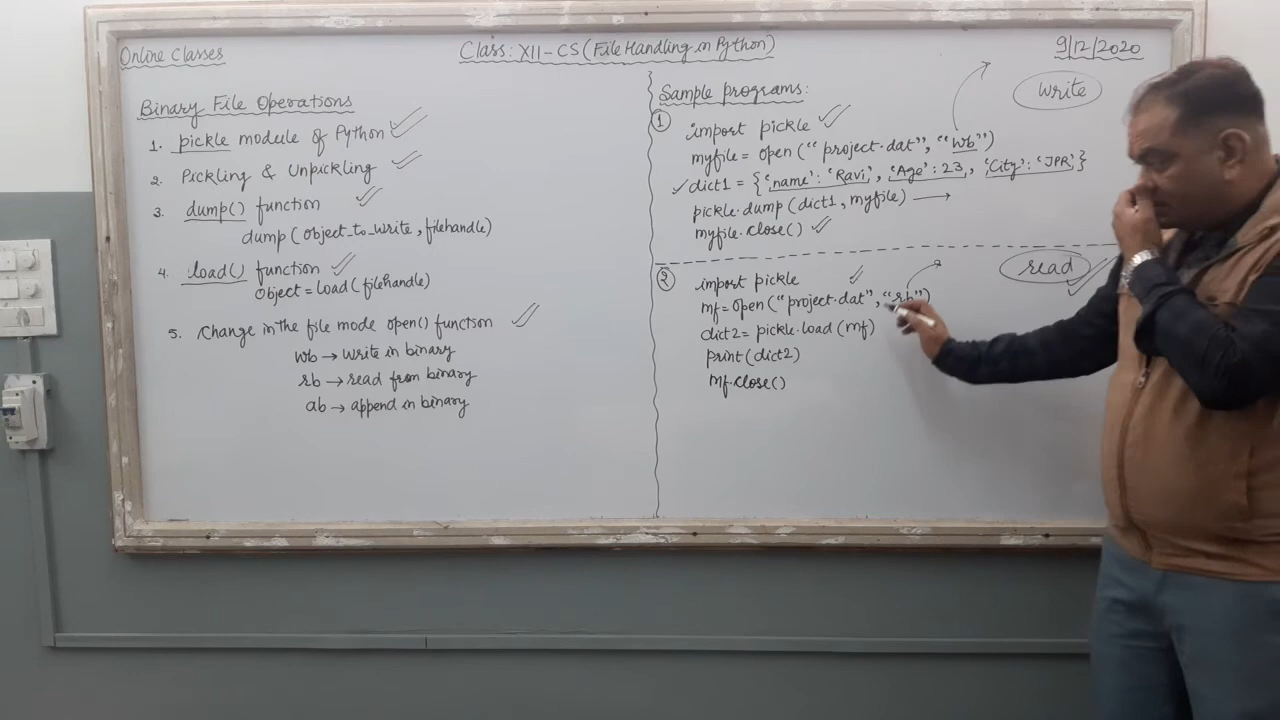 Online Classes
Class: XII-CS (File Handling in Python)
9/12/2020
Binary File Operations
1. pickle module of Python
2. Pickling & Unpickling
3. dump() function
dump(object_to_write, filehandle)
4. load() function
object = load(filehandle)
5. Change in the file mode open() function
wb → write in binary
rb → read from binary
ab → append in binary
Sample programs:
write
1
import pickle
myfile = open("project.dat", "wb")
dict1 = {'name': 'Ravi', 'Age': 23, 'City': 'JPR'}
pickle.dump(dict1, myfile)
myfile.close()
read
2
import pickle
mf = open("project.dat", "rb")
dict2 = pickle.load(mf)
print(dict2)
mf.close()